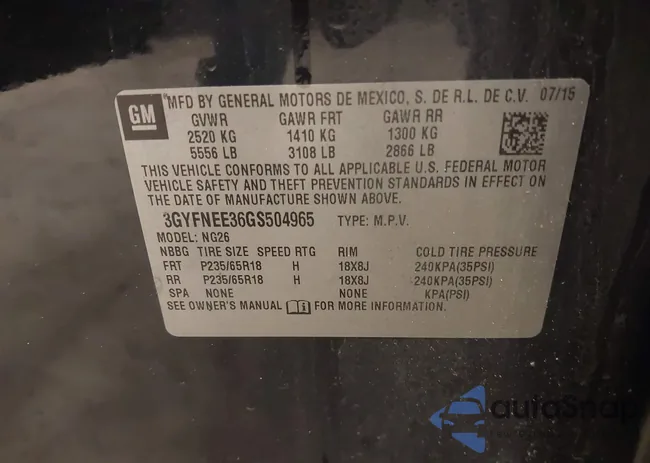 GM
MFD BY GENERAL MOTORS DE MEXICO, S. DE R.L. DE C.V. 07/15
GVWR GAWR FRT GAWR RR
2520 KG 1410 KG 1300 KG
5556 LB 3108 LB 2866 LB
THIS VEHICLE CONFORMS TO ALL APPLICABLE U.S. FEDERAL MOTOR
VEHICLE SAFETY AND THEFT PREVENTION STANDARDS IN EFFECT ON
THE DATE OF MANUFACTURE SHOWN ABOVE.
3GYFNEE36GS504965 TYPE: M.P.V.
MODEL: NG26
NBBG TIRE SIZE SPEED RTG RIM COLD TIRE PRESSURE
FRT P235/65R18 H 18X8J 240KPA(35PSI)
RR P235/65R18 H 18X8J 240KPA(35PSI)
SPA NONE NONE KPA(PSI)
SEE OWNER'S MANUAL FOR MORE INFORMATION.
autoSnap